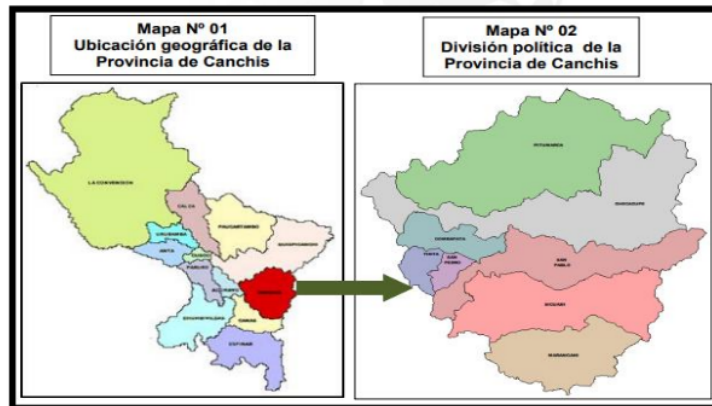 Mapa Nº 01
Ubicación geográfica de la
Provincia de Canchis
Mapa Nº 02
División política de la
Provincia de Canchis
LA CONVENCION
CALCA
PAUCARTAMBO
URUBAMBA
QUISPICANCHI
ANTA
CUSCO
PARURO
ACOMAYO
CANAS
CHUMBIVILCAS
ESPINAR
PITUMARCA
CHECACUPE
COMBAPATA
TINTA
SAN
PEDRO
SAN
PABLO
SICUANI
MARANGANI